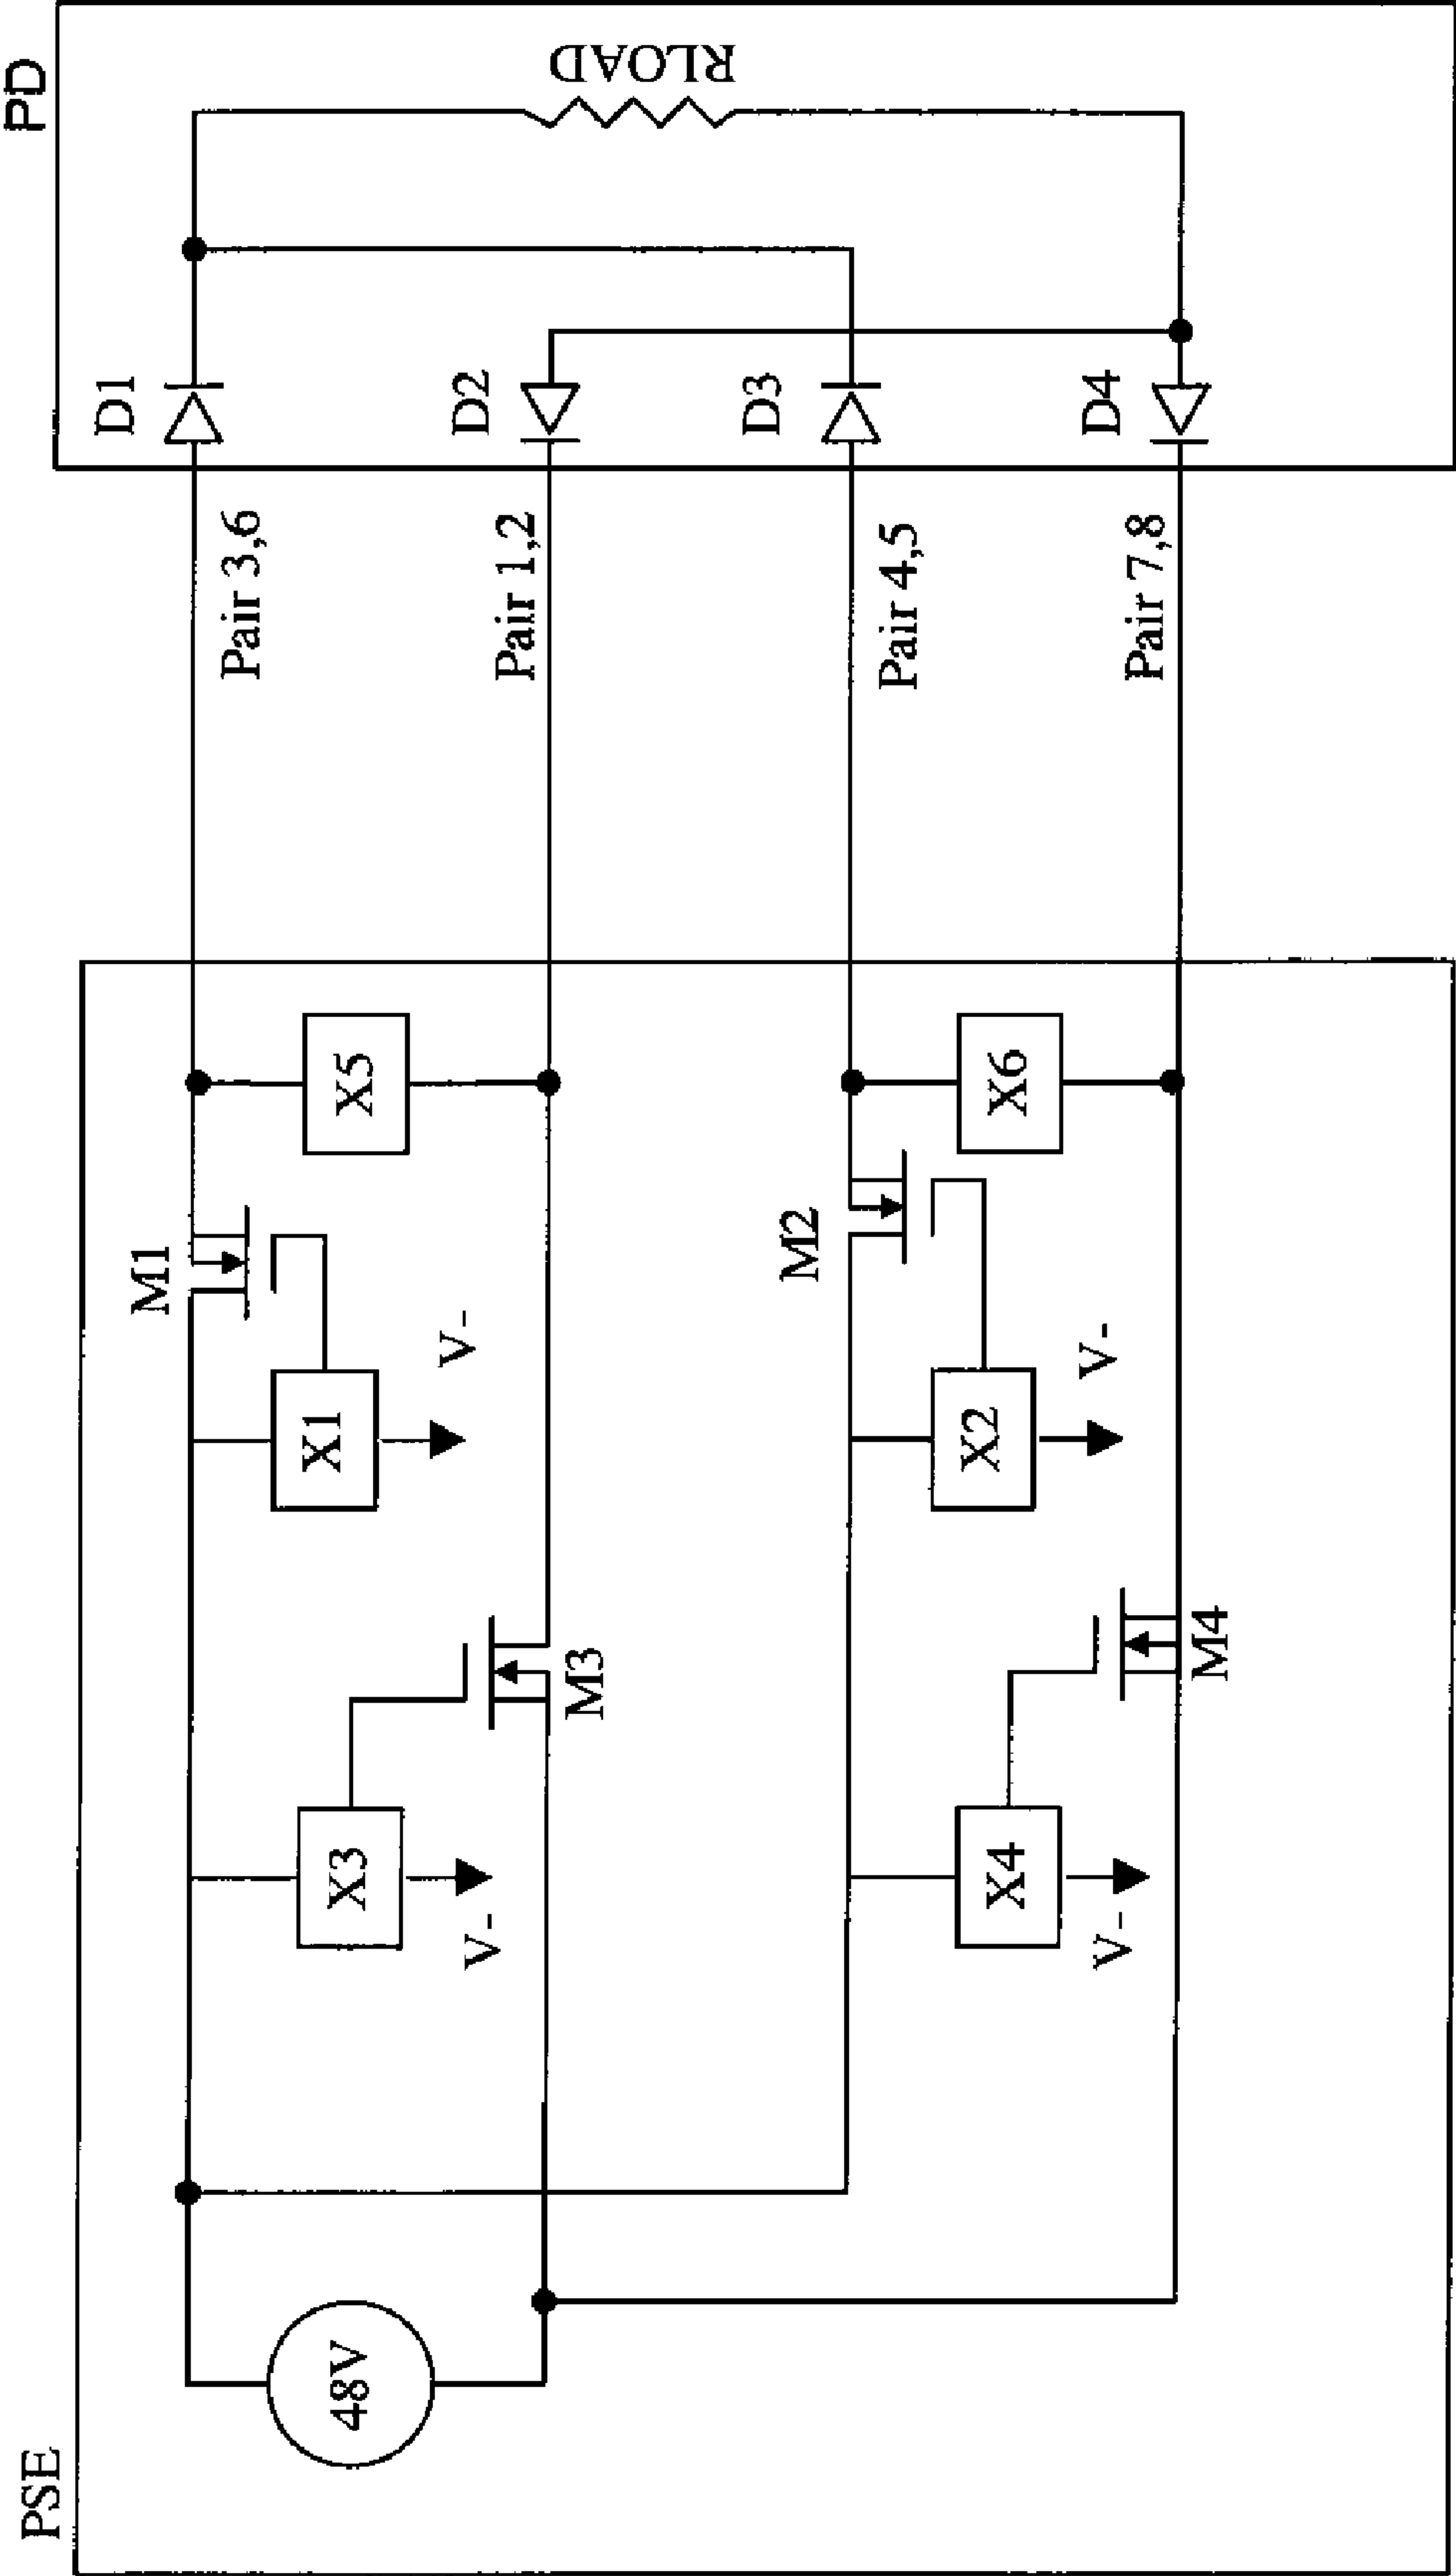 PSE
PD
48V
X3
V-
X1
V-
M1
M3
X5
Pair 3,6
Pair 1,2
D1
D2
RLOAD
X4
V-
X2
V-
M2
M4
X6
Pair 4,5
Pair 7,8
D3
D4